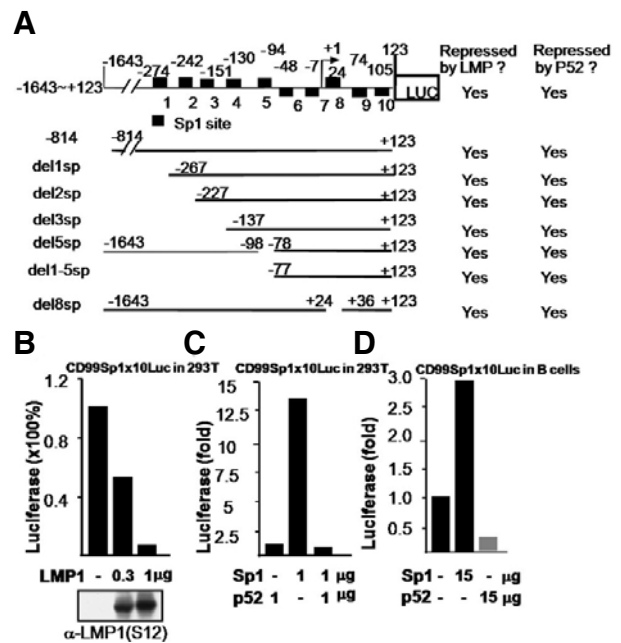 A
-1643 -274 -242 -151 -130 -94 -48 -7 +1 24 74 105 123 Repressed by LMP ? Repressed by P52 ?
-1643~+123 1 2 3 4 5 6 7 8 9 10 LUC Yes Yes
Sp1 site
-814 -814 +123 Yes Yes
del1sp -267 +123 Yes Yes
del2sp -227 +123 Yes Yes
del3sp -137 +123 Yes Yes
del5sp -1643 -98 -78 +123 Yes Yes
del1-5sp -77 +123 Yes Yes
del8sp -1643 +24 +36 +123 Yes Yes
B
CD99Sp1x10Luc in 293T
Luciferase (x100%)
1.2
0.8
0.4
LMP1 - 0.3 1μg
α-LMP1(S12)
C
CD99Sp1x10Luc in 293T
Luciferase (fold)
15
12.5
10
7.5
5
2.5
Sp1 - 1 1 μg
p52 1 - 1 μg
D
CD99Sp1x10Luc in B cells
Luciferase (fold)
3.0
2.5
2.0
1.5
1.0
0.5
Sp1 - 15 - μg
p52 - - 15 μg